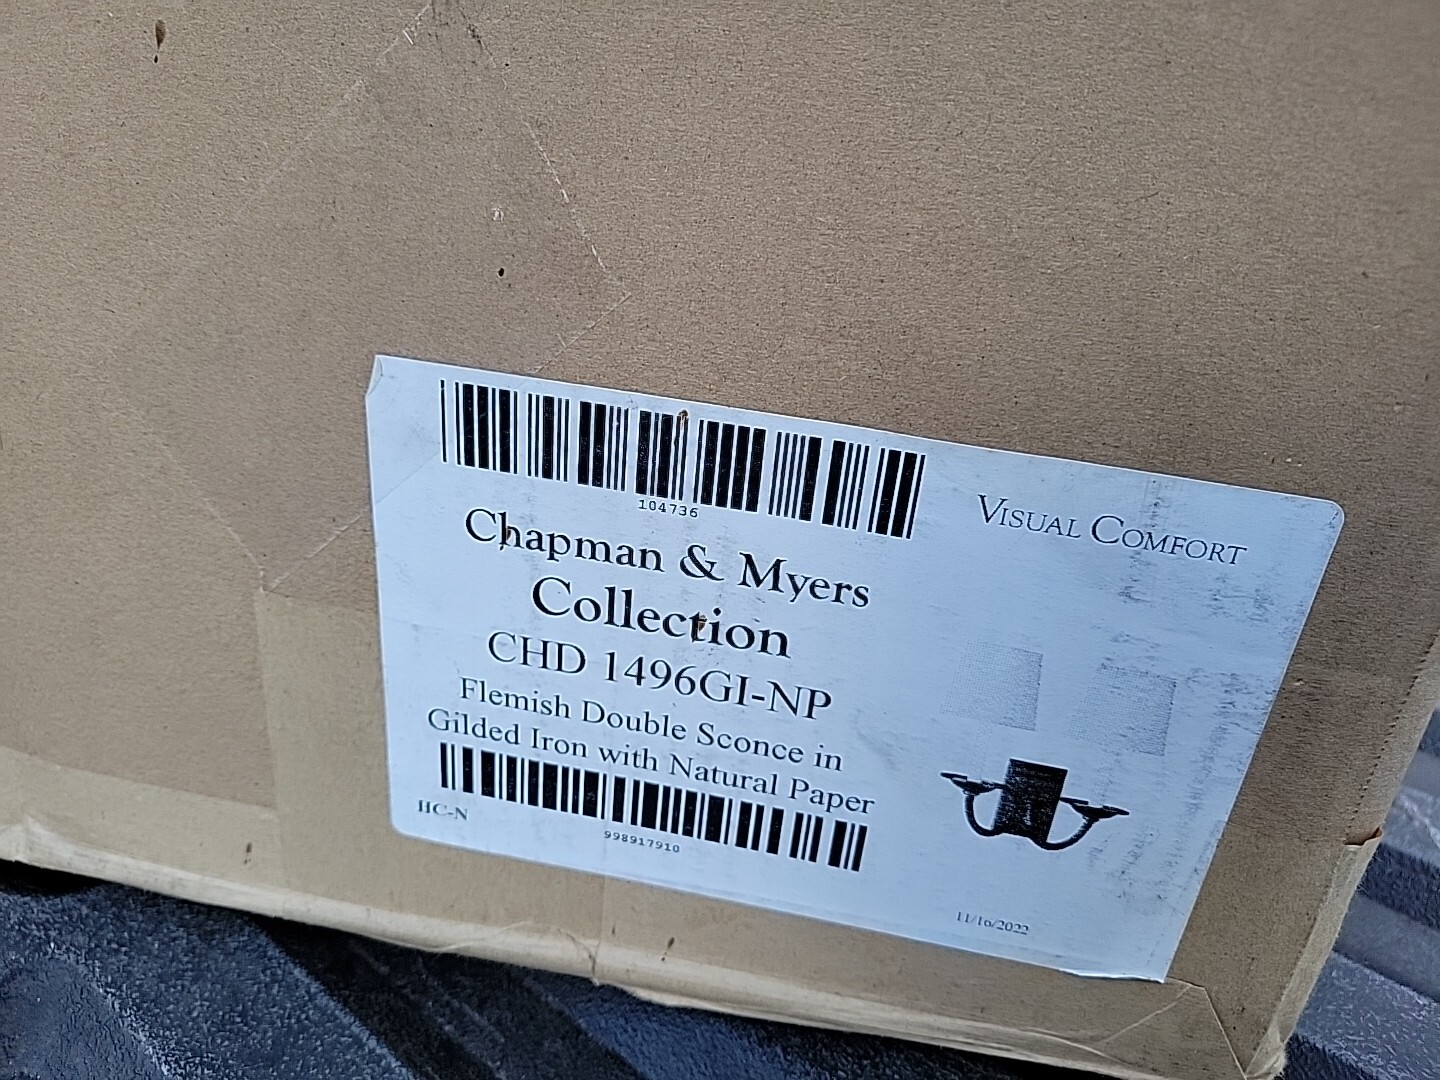 104736
VISUAL COMFORT
Chapman & Myers
Collection
CHD 1496GI-NP
Flemish Double Sconce in
Gilded Iron with Natural Paper
998917910
11/16/2022